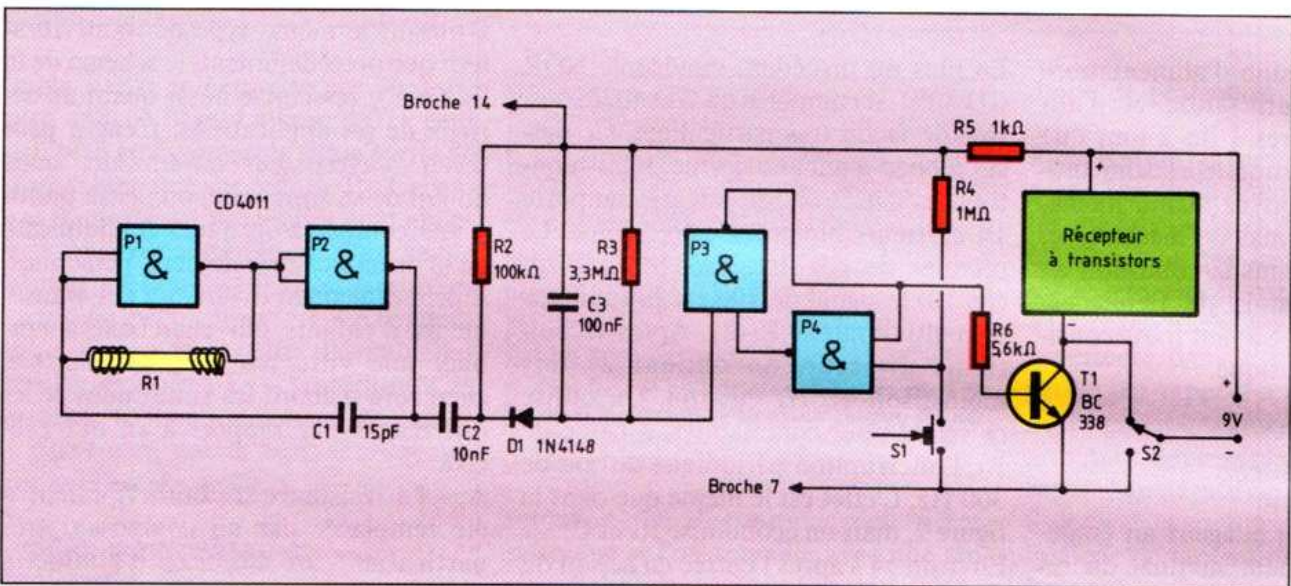 Broche 14
R5 1kΩ
+
R4
1MΩ
CD4011
P1
&
P2
&
R2
100kΩ
R3
3,3MΩ
C3
100nF
P3
&
Récepteur
à transistors
-
P4
&
R6
5,6kΩ
R1
T1
BC
338
+
9V
-
C1
15pF
C2
10nF
D1 1N4148
S1
S2
Broche 7